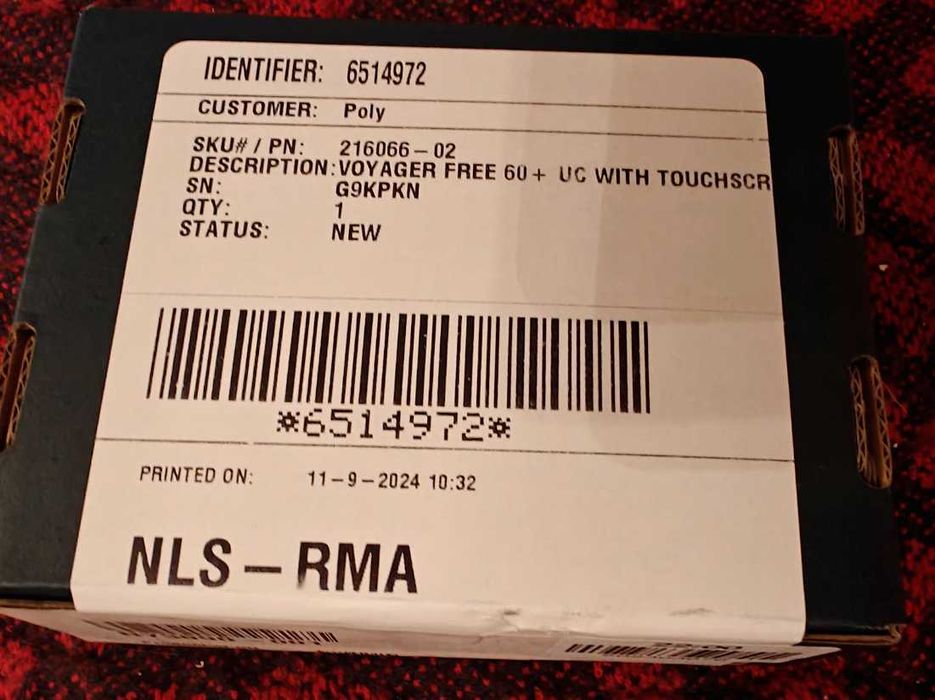 IDENTIFIER: 6514972
CUSTOMER: Poly
SKU# / PN: 216066-02
DESCRIPTION: VOYAGER FREE 60+ UC WITH TOUCHSCR
SN: G9KPKN
QTY: 1
STATUS: NEW
*6514972*
PRINTED ON: 11-9-2024 10:32
NLS-RMA